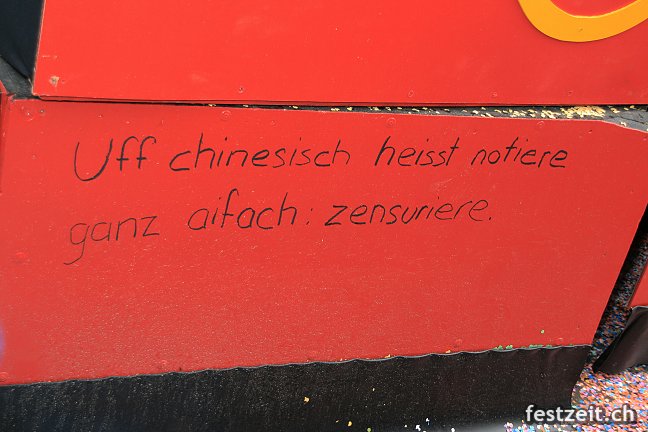 Uff chinesisch heisst notiere
ganz aifach: zensuriere.
festzeit.ch